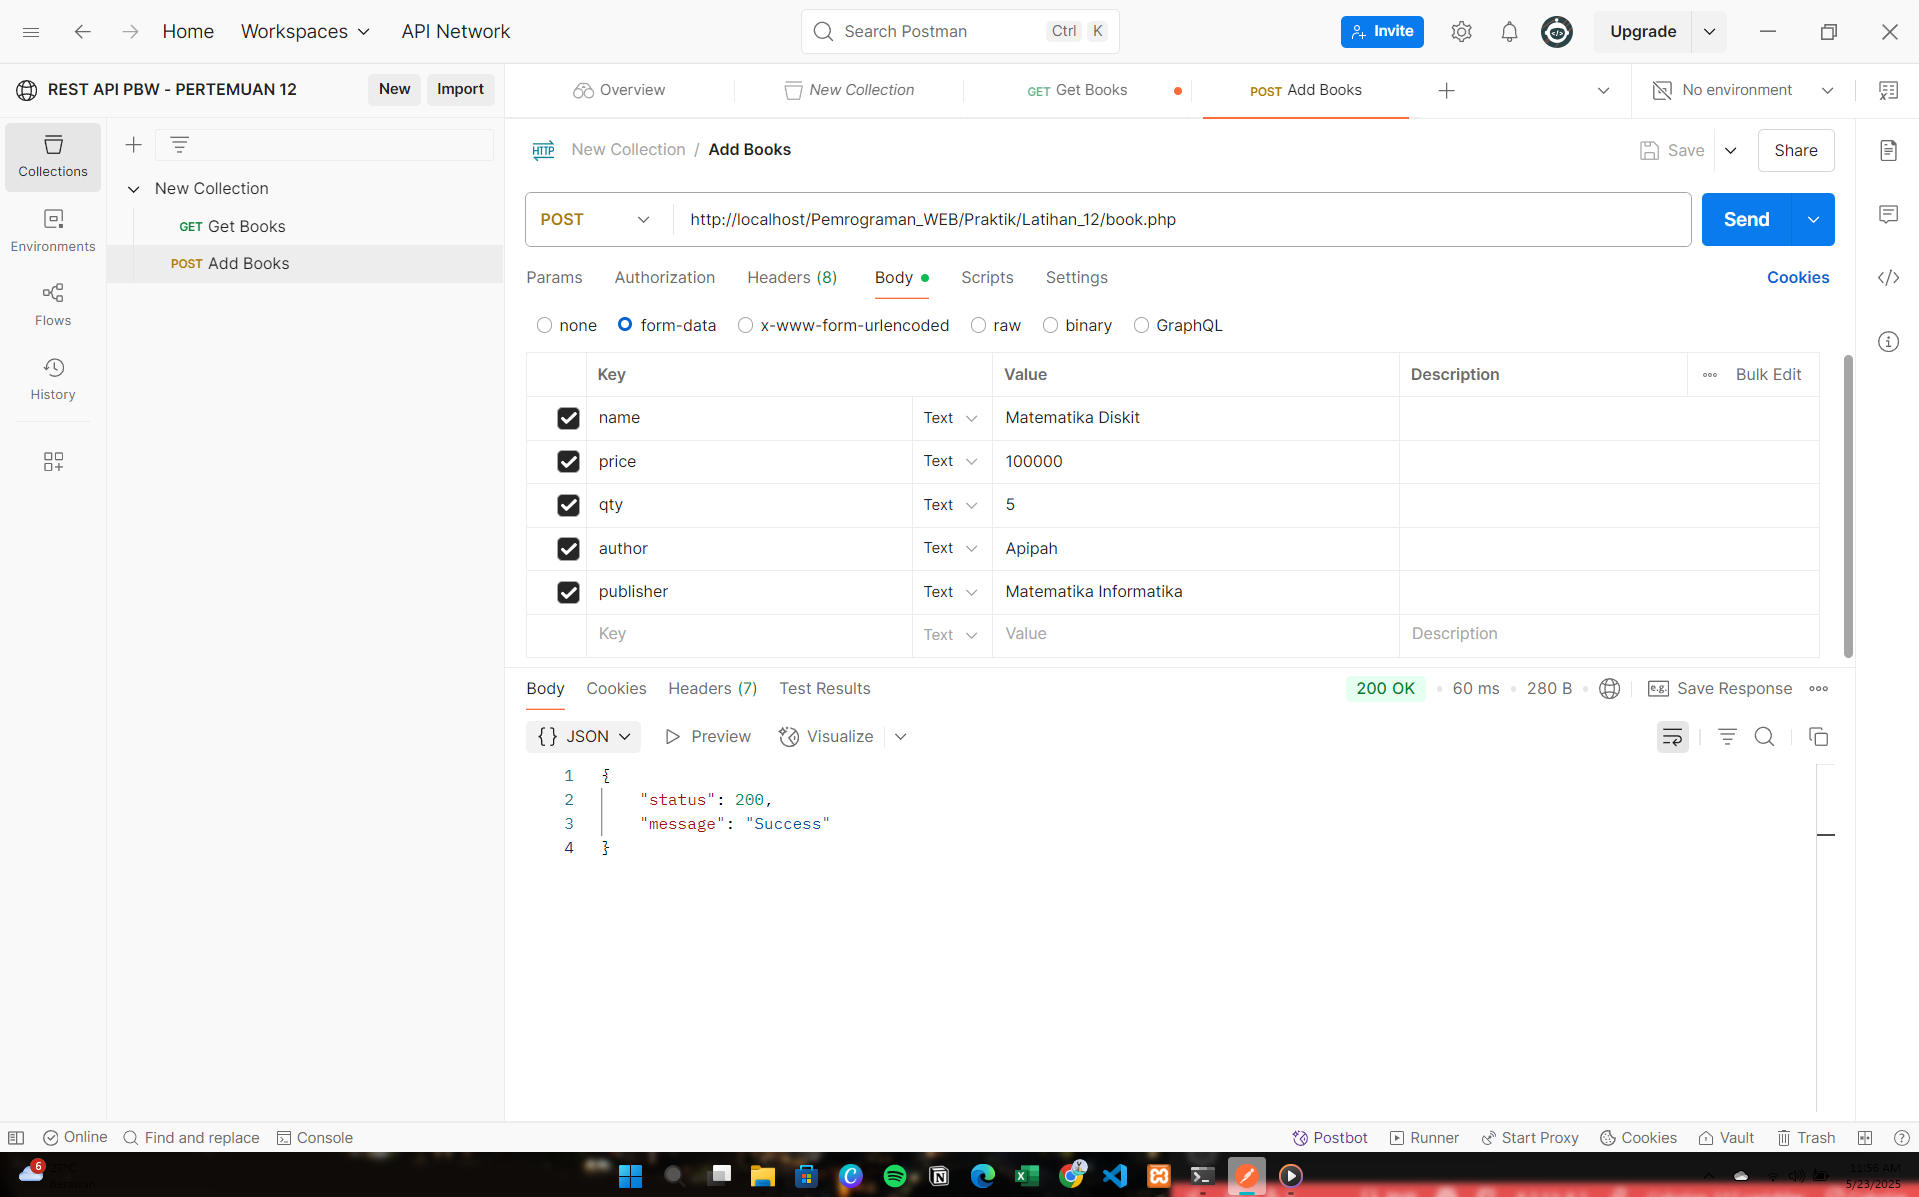 Home Workspaces API Network Search Postman Ctrl K Invite Upgrade
REST API PBW - PERTEMUAN 12 New Import Overview New Collection GET Get Books POST Add Books No environment
Collections
New Collection / Add Books Save Share
New Collection
GET Get Books
POST Add Books
Environments
Flows
History
POST http://localhost/Pemrograman_WEB/Praktik/Latihan_12/book.php Send
Params Authorization Headers (8) Body Scripts Settings Cookies
none form-data x-www-form-urlencoded raw binary GraphQL
Key Value Description Bulk Edit
name Text Matematika Diskit
price Text 100000
qty Text 5
author Text Apipah
publisher Text Matematika Informatika
Key Text Value Description
Body Cookies Headers (7) Test Results 200 OK 60 ms 280 B e.g. Save Response
{} JSON Preview Visualize
1 {
2 "status": 200,
3 "message": "Success"
4 }
Online Find and replace Console Postbot Runner Start Proxy Cookies Vault Trash
6
11:56 AM
5/23/2025